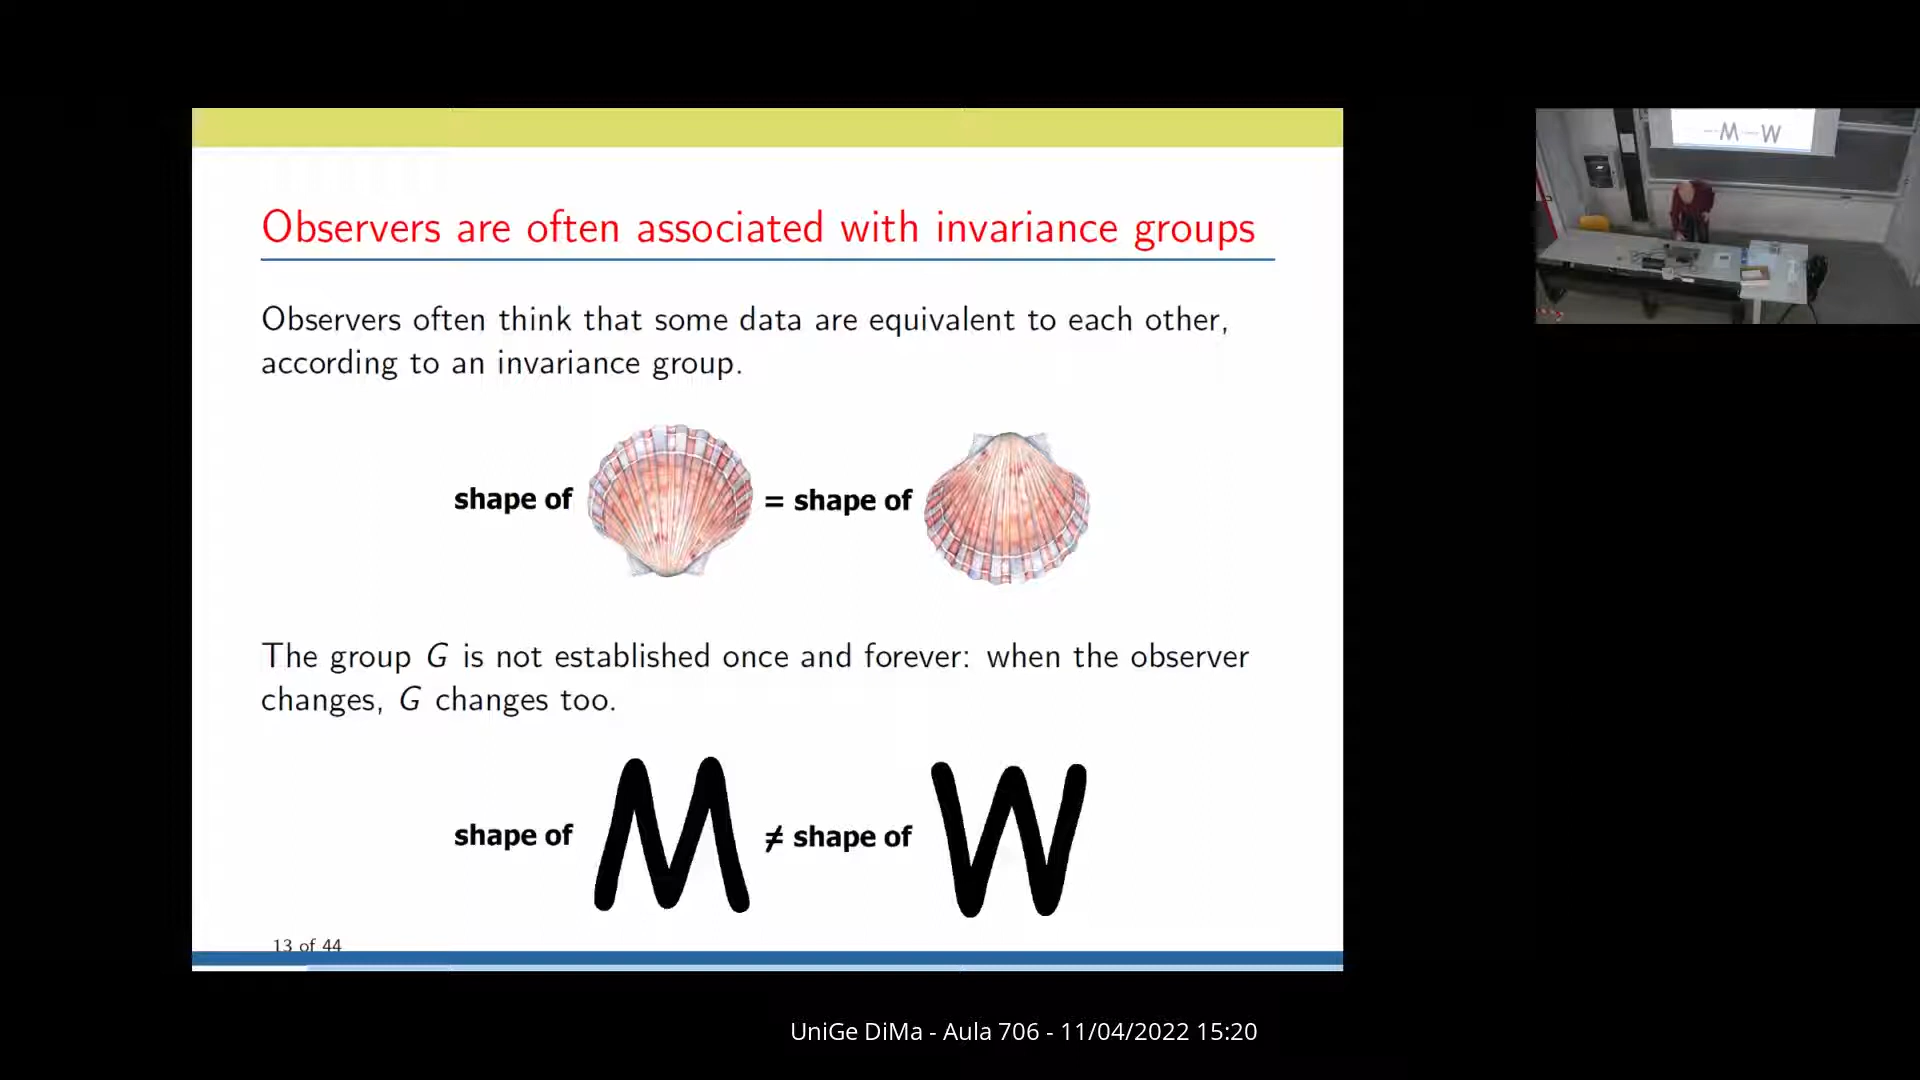 Observers are often associated with invariance groups
Observers often think that some data are equivalent to each other,
according to an invariance group.
shape of = shape of
The group G is not established once and forever: when the observer
changes, G changes too.
shape of M ≠ shape of W
13 of 44
M W
UniGe DiMa - Aula 706 - 11/04/2022 15:20